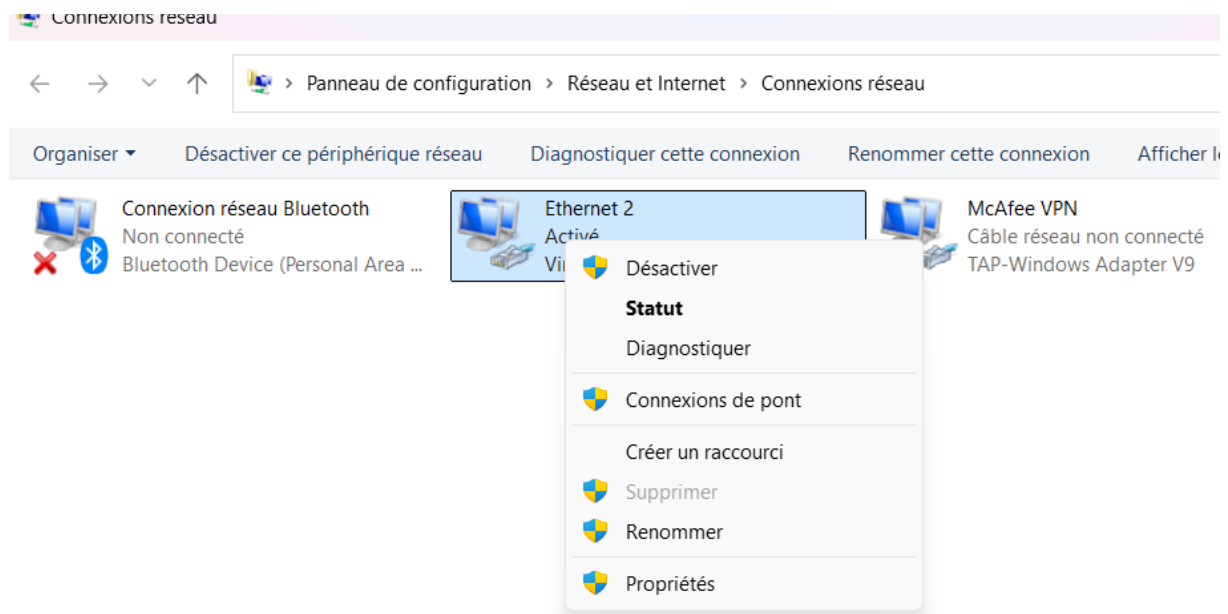 Connexions réseau
Panneau de configuration > Réseau et Internet > Connexions réseau
Organiser Désactiver ce périphérique réseau Diagnostiquer cette connexion Renommer cette connexion Afficher
Connexion réseau Bluetooth
Non connecté
Bluetooth Device (Personal Area ...
Ethernet 2
Activé
McAfee VPN
Câble réseau non connecté
TAP-Windows Adapter V9
Désactiver
Statut
Diagnostiquer
Connexions de pont
Créer un raccourci
Supprimer
Renommer
Propriétés